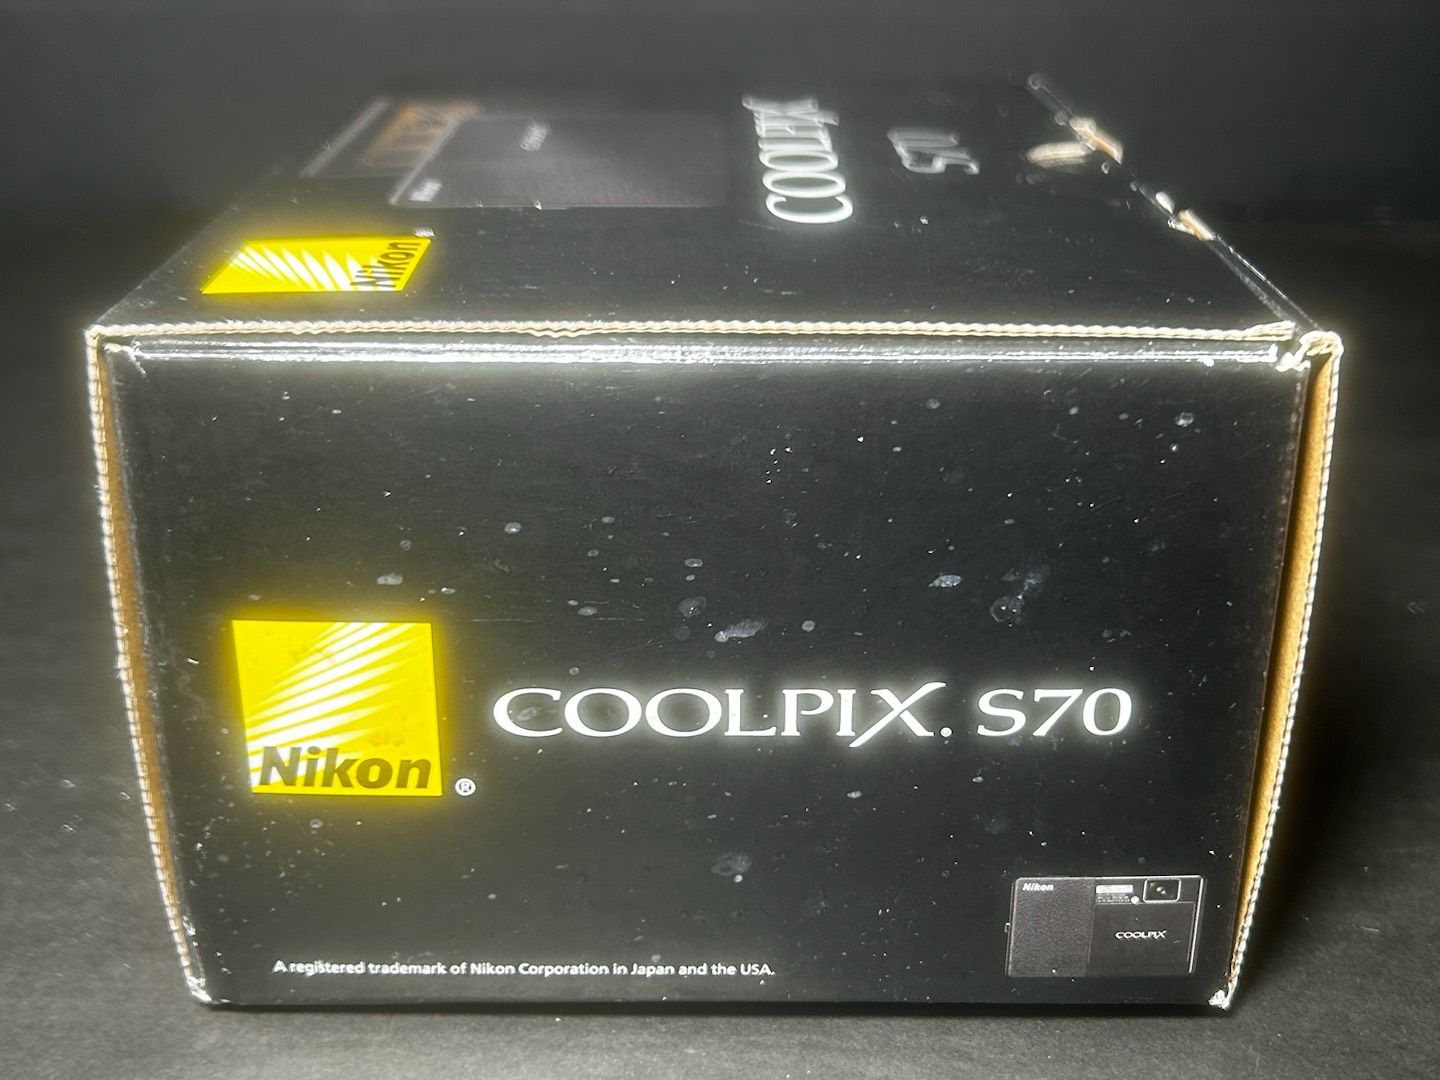 COOLPIX
S70
Nikon ®
Nikon ®
COOLPIX. S70
Nikon
COOLPIX
A registered trademark of Nikon Corporation in Japan and the USA.